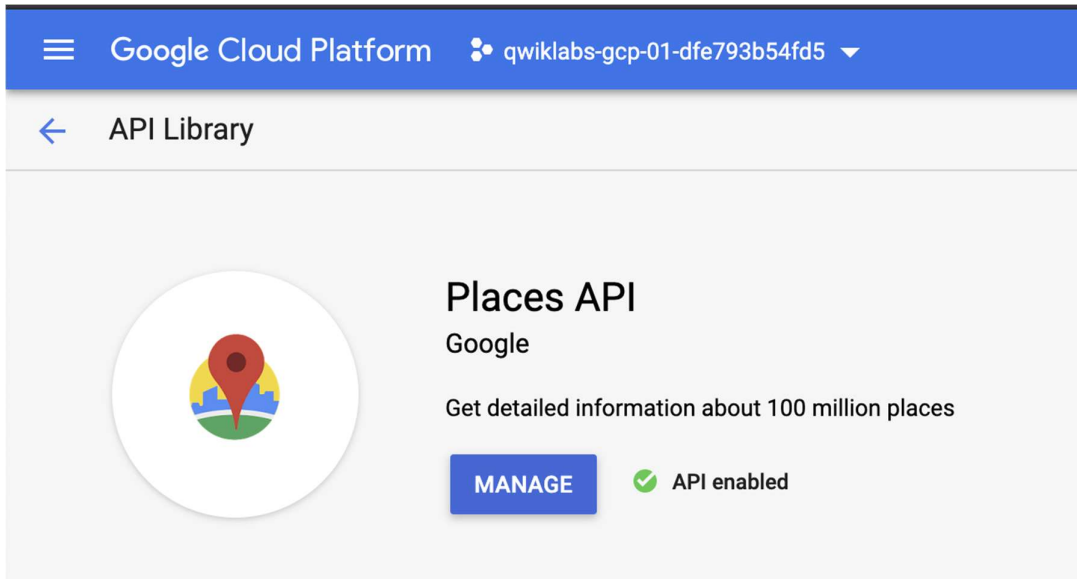 Google Cloud Platform qwiklabs-gcp-01-dfe793b54fd5
API Library
Places API
Google
Get detailed information about 100 million places
MANAGE API enabled